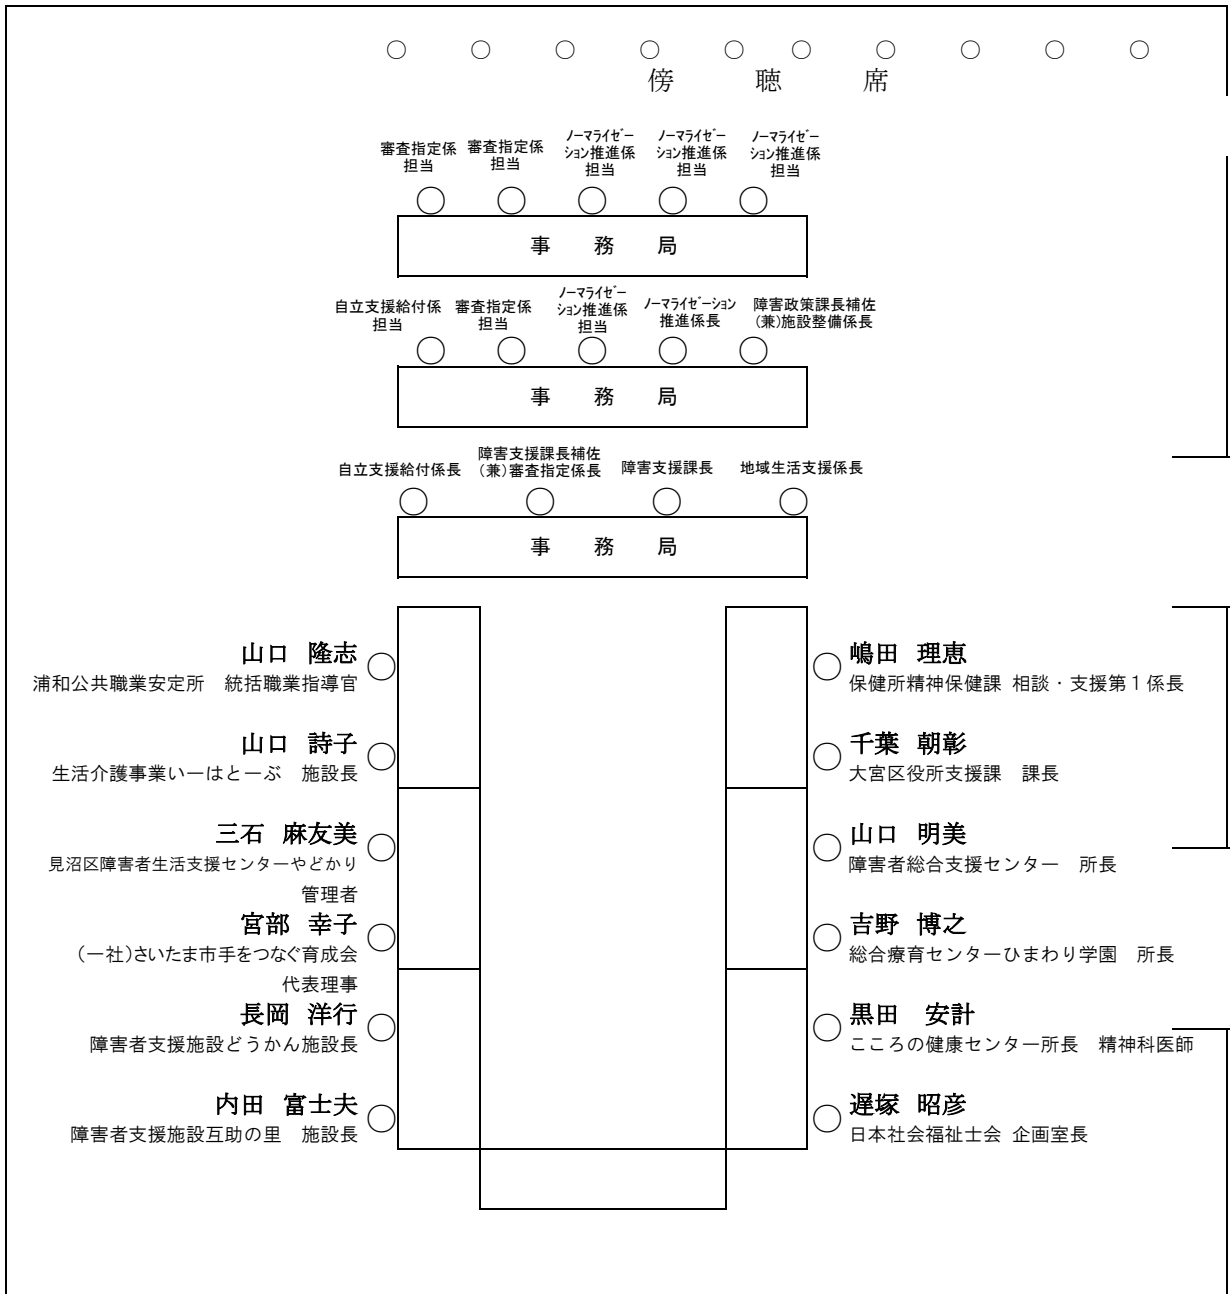 ○ ○ ○ ○ ○ ○ ○ ○ ○ ○
傍 聴 席
審査指定係
担当
審査指定係
担当
ノーマライゼー
ション推進係
担当
ノーマライゼー
ション推進係
担当
ノーマライゼー
ション推進係
担当
事 務 局
自立支援給付係
担当
審査指定係
担当
ノーマライゼー
ション推進係
担当
ノーマライゼーション
推進係長
障害政策課長補佐
(兼)施設整備係長
事 務 局
自立支援給付係長
障害支援課長補佐
(兼)審査指定係長
障害支援課長
地域生活支援係長
事 務 局
山口 隆志
浦和公共職業安定所 統括職業指導官
山口 詩子
生活介護事業いーはとーぶ 施設長
三石 麻友美
見沼区障害者生活支援センターやどかり
管理者
宮部 幸子
(一社)さいたま市手をつなぐ育成会
代表理事
長岡 洋行
障害者支援施設どうかん施設長
内田 富士夫
障害者支援施設互助の里 施設長
嶋田 理恵
保健所精神保健課 相談・支援第1係長
千葉 朝彰
大宮区役所支援課 課長
山口 明美
障害者総合支援センター 所長
吉野 博之
総合療育センターひまわり学園 所長
黒田 安計
こころの健康センター所長 精神科医師
遅塚 昭彦
日本社会福祉士会 企画室長